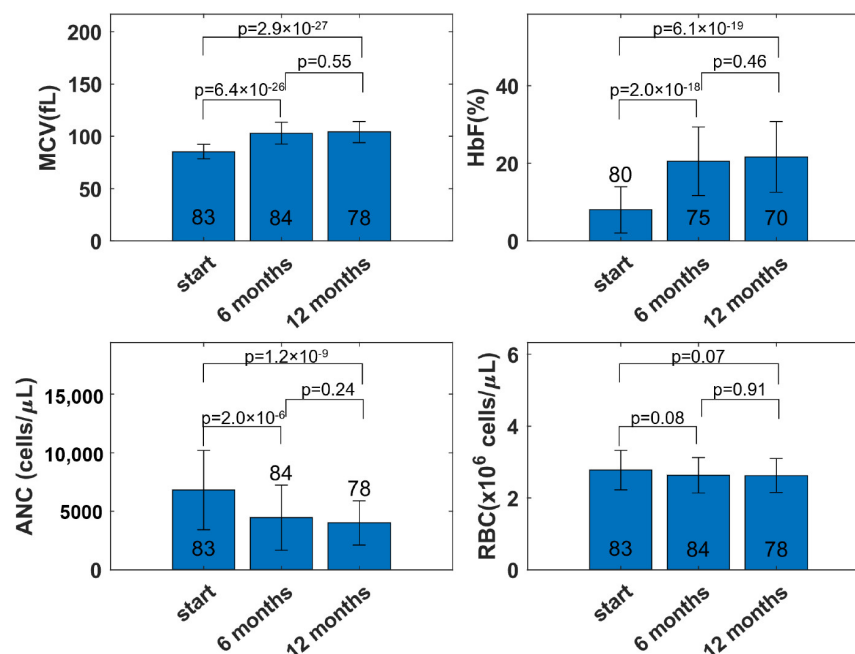 MCV(fL)
200
150
100
50
0
p=2.9×10⁻²⁷
p=0.55
p=6.4×10⁻²⁶
83
84
78
start
6 months
12 months
HbF(%)
40
20
0
p=6.1×10⁻¹⁹
p=0.46
p=2.0×10⁻¹⁸
80
75
70
start
6 months
12 months
ANC (cells/μL)
15,000
10,000
5000
0
p=1.2×10⁻⁹
p=0.24
p=2.0×10⁻⁶
83
84
78
start
6 months
12 months
RBC(x10⁶ cells/μL)
6
4
2
0
p=0.07
p=0.91
p=0.08
83
84
78
start
6 months
12 months